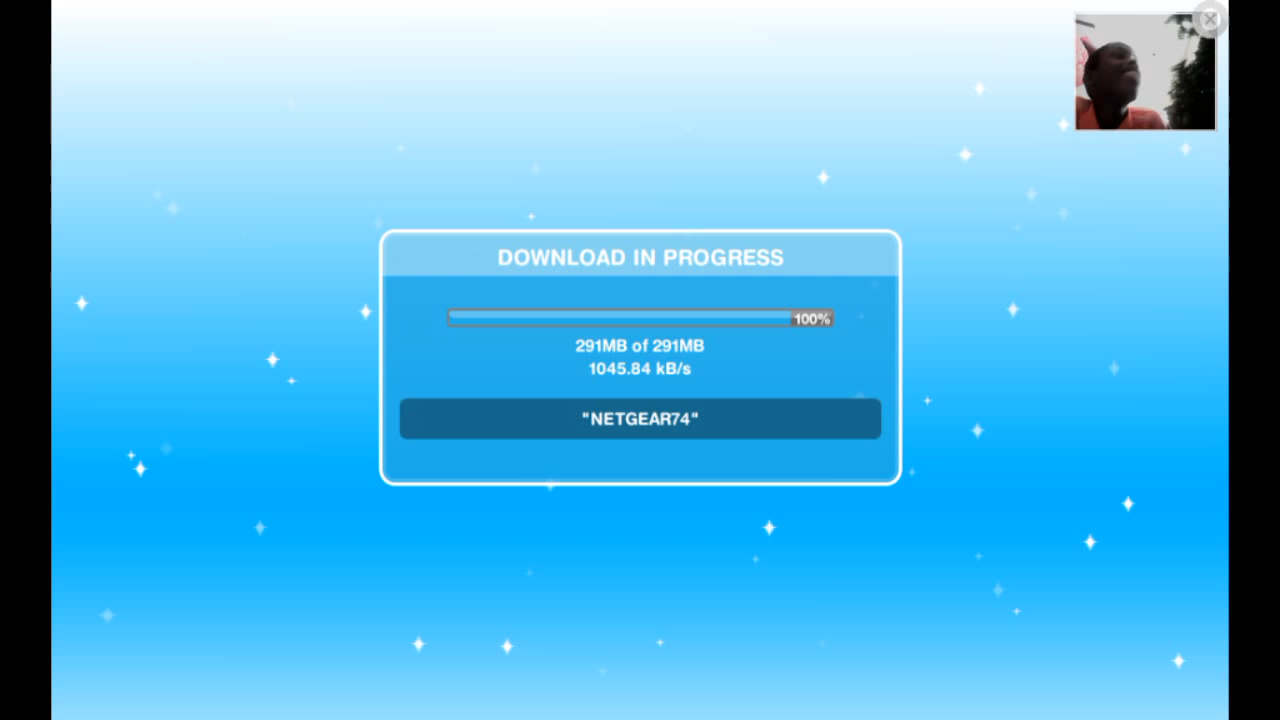 DOWNLOAD IN PROGRESS
100%
291MB of 291MB
1045.84 kB/s
"NETGEAR74"